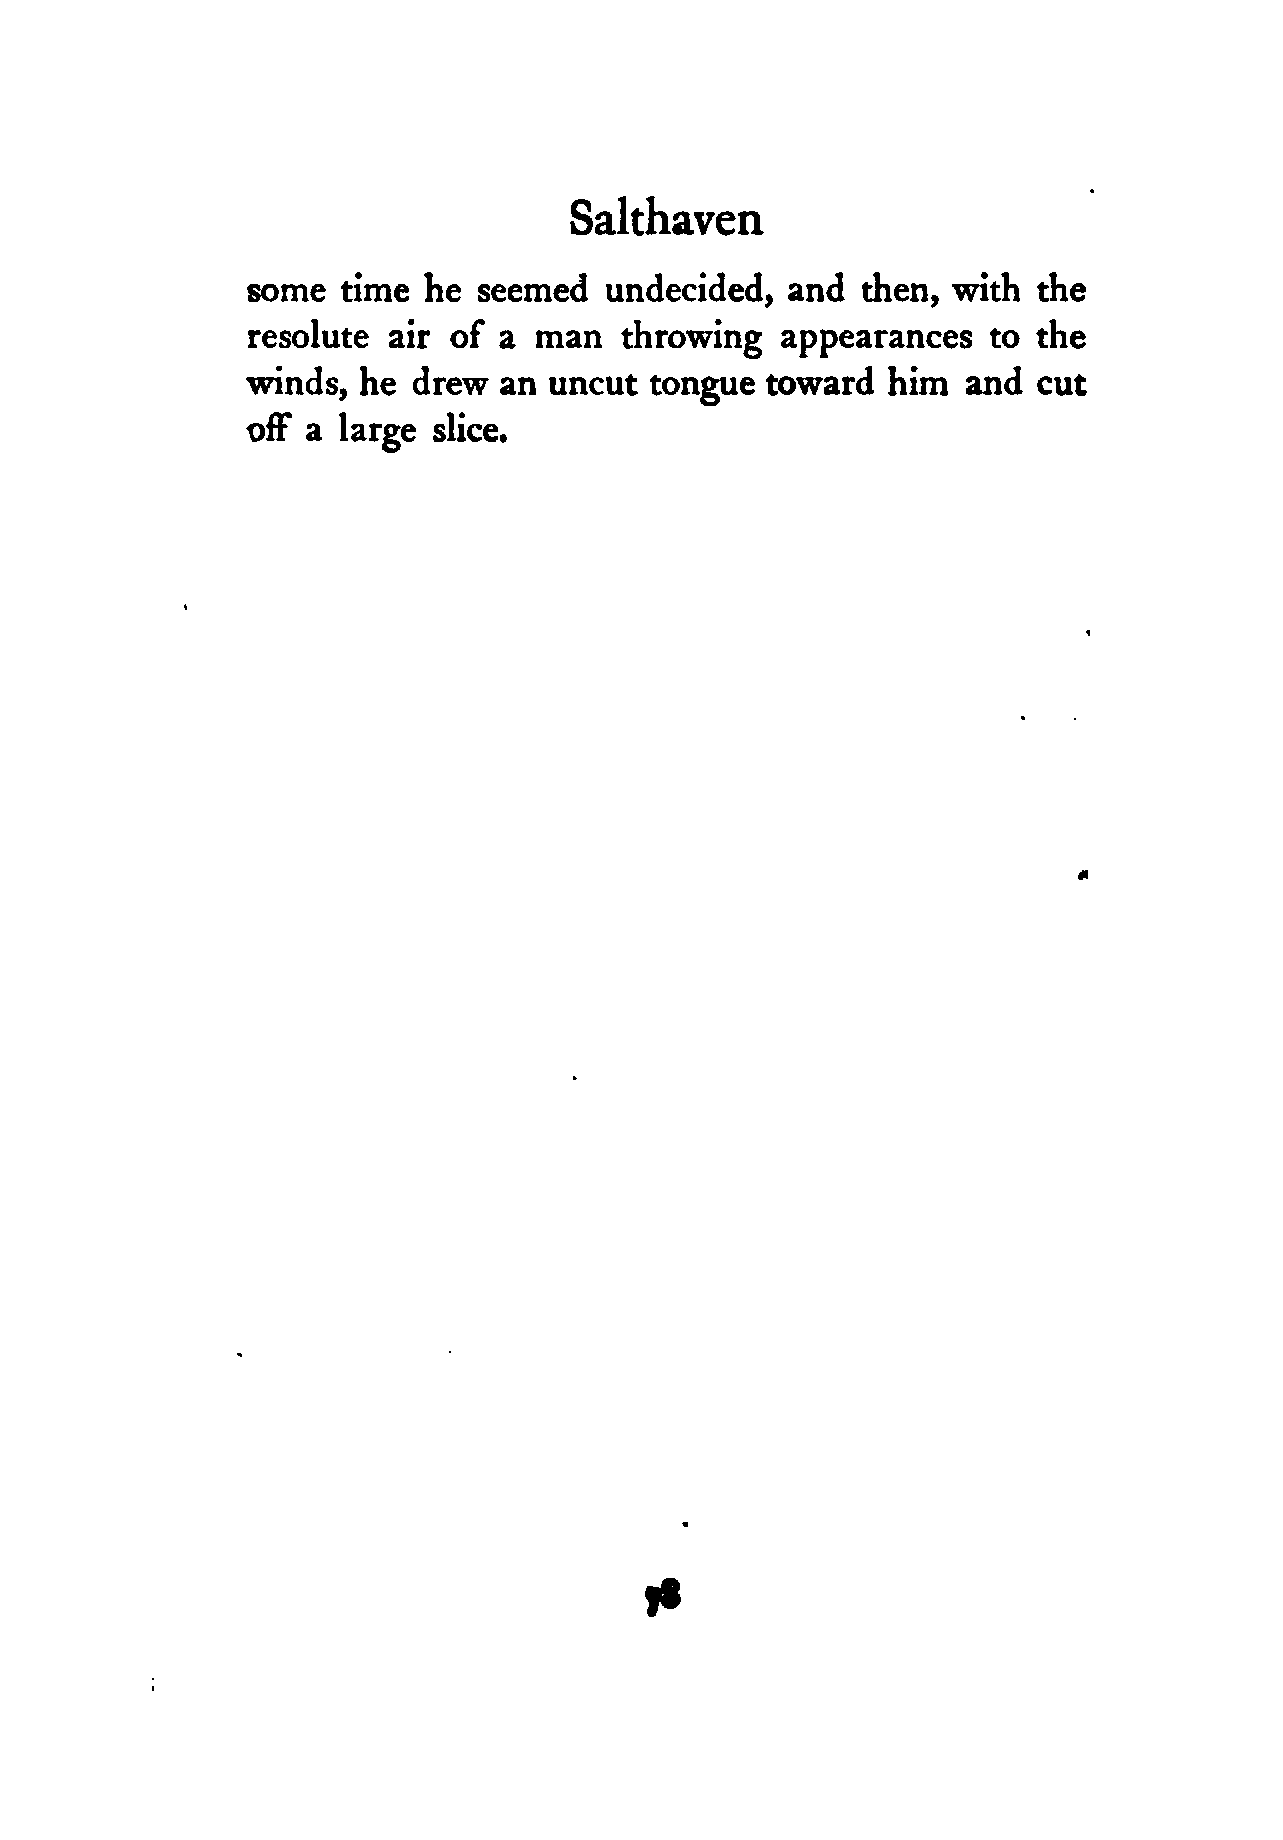 Salthaven
some time he seemed undecided, and then, with the
resolute air of a man throwing appearances to the
winds, he drew an uncut tongue toward him and cut
off a large slice.
78